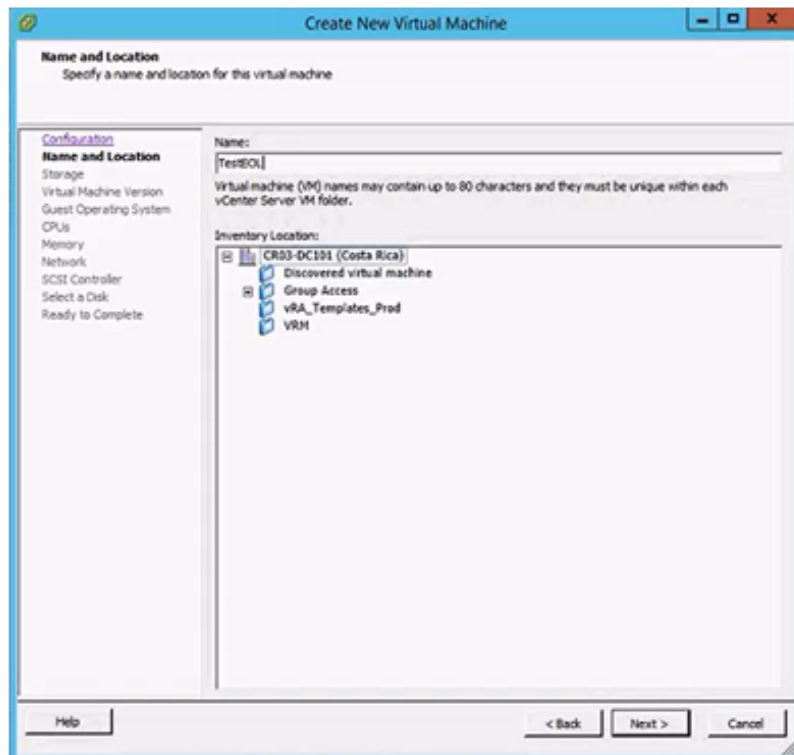 Create New Virtual Machine
Name and Location
Specify a name and location for this virtual machine
Configuration
Name and Location
Storage
Virtual Machine Version
Guest Operating System
CPUs
Memory
Network
SCSI Controller
Select a Disk
Ready to Complete
Name:
TestEOL
Virtual machine (VM) names may contain up to 80 characters and they must be unique within each
vCenter Server VM folder.
Inventory Location:
CR03-DC101 (Costa Rica)
Discovered virtual machine
Group Access
vRA_Templates_Prod
VRM
Help
< Back
Next >
Cancel